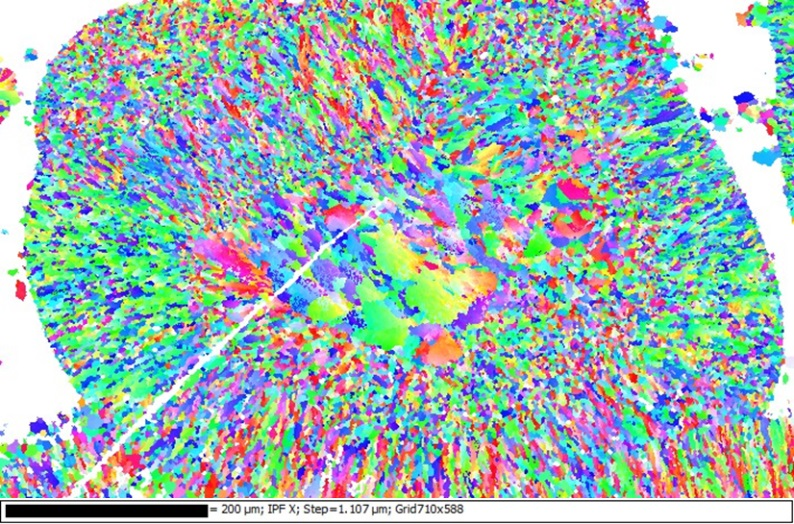 = 200 µm; IPF X; Step=1.107 µm; Grid710x588